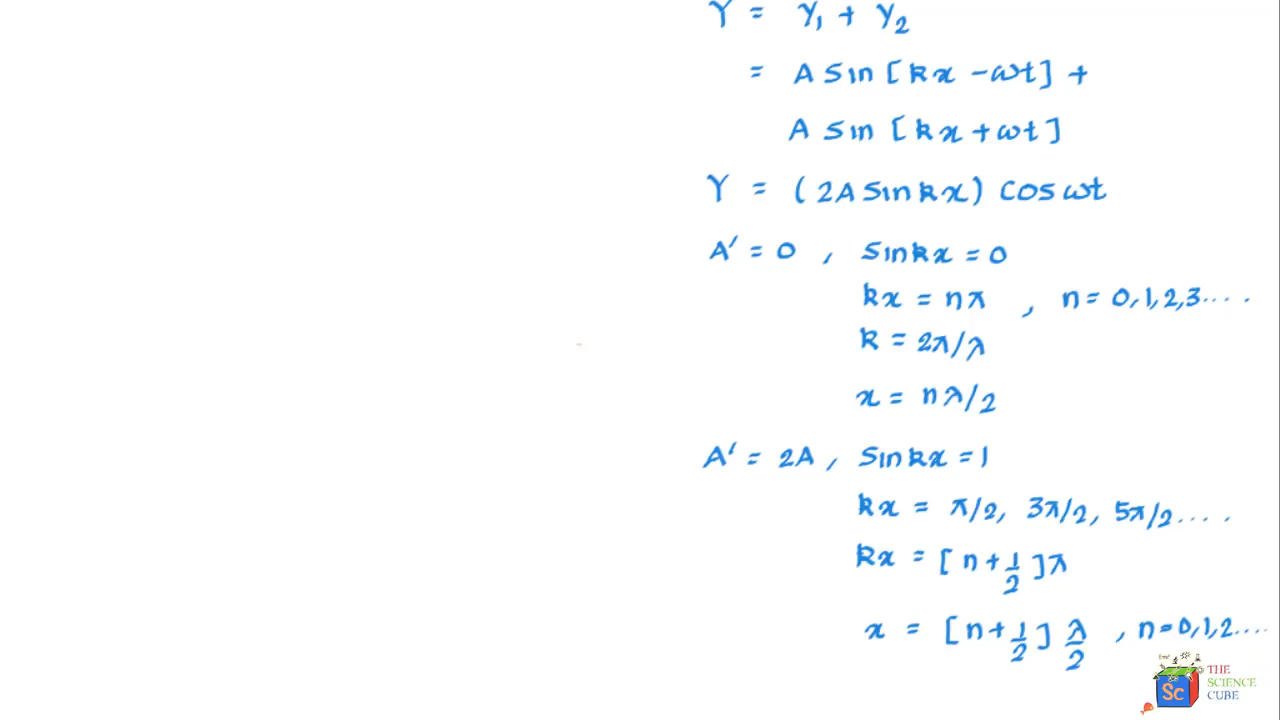 Y = Y₁ + Y₂
= A Sin [kx - ωt] +
A Sin [kx + ωt]
Y = (2A Sin kx) cos ωt
A' = 0 , Sin kx = 0
kx = nπ , n = 0,1,2,3....
k = 2π/λ
x = nλ/2
A' = 2A , Sin kx = 1
kx = π/2, 3π/2, 5π/2....
kx = [n + 1/2]π
x = [n + 1/2] λ/2 , n = 0,1,2....
Sc
THE
SCIENCE
CUBE